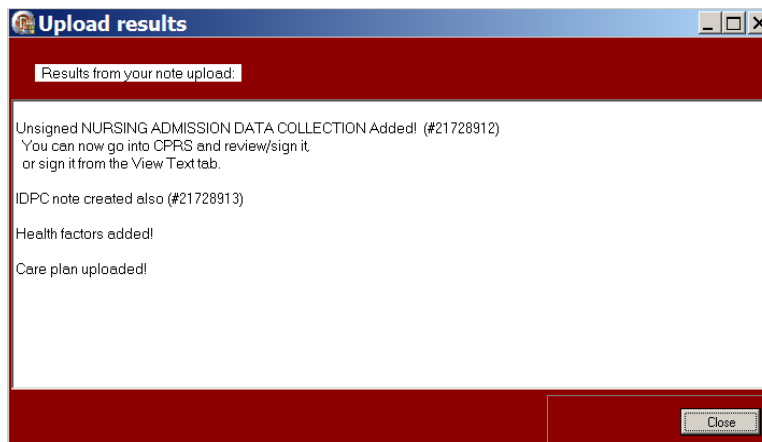 Upload results
Results from your note upload:
Unsigned NURSING ADMISSION DATA COLLECTION Added! (#21728912)
You can now go into CPRS and review/sign it,
or sign it from the View Text tab.
IDPC note created also (#21728913)
Health factors added!
Care plan uploaded!
Close